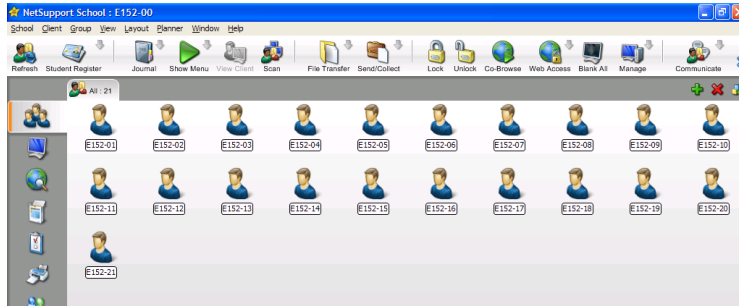 NetSupport School : E152-00
School Client Group View Layout Planner Window Help
Refresh Student Register Journal Show Menu View Client Scan File Transfer Send/Collect Lock Unlock Co-Browse Web Access Blank All Manage Communicate
All : 21
E152-01 E152-02 E152-03 E152-04 E152-05 E152-06 E152-07 E152-08 E152-09 E152-10
E152-11 E152-12 E152-13 E152-14 E152-15 E152-16 E152-17 E152-18 E152-19 E152-20
E152-21